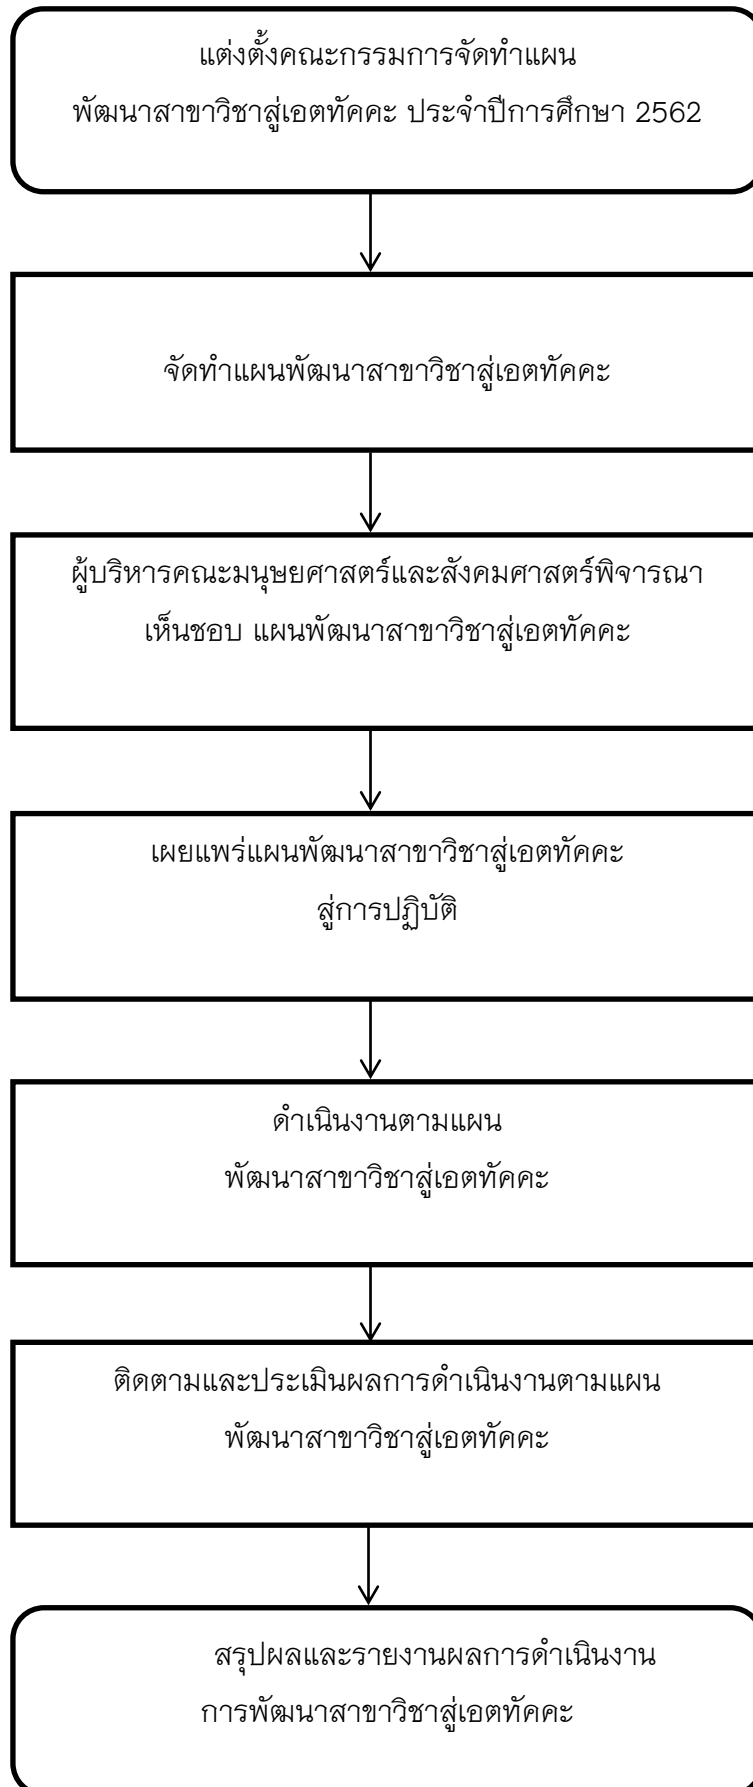 แต่งตั้งคณะกรรมการจัดทำแผน
พัฒนาสาขาวิชาสู่เอตทัคคะ ประจำปีการศึกษา 2562
จัดทำแผนพัฒนาสาขาวิชาสู่เอตทัคคะ
ผู้บริหารคณะมนุษยศาสตร์และสังคมศาสตร์พิจารณา
เห็นชอบ แผนพัฒนาสาขาวิชาสู่เอตทัคคะ
เผยแพร่แผนพัฒนาสาขาวิชาสู่เอตทัคคะ
สู่การปฏิบัติ
ดำเนินงานตามแผน
พัฒนาสาขาวิชาสู่เอตทัคคะ
ติดตามและประเมินผลการดำเนินงานตามแผน
พัฒนาสาขาวิชาสู่เอตทัคคะ
สรุปผลและรายงานผลการดำเนินงาน
การพัฒนาสาขาวิชาสู่เอตทัคคะ